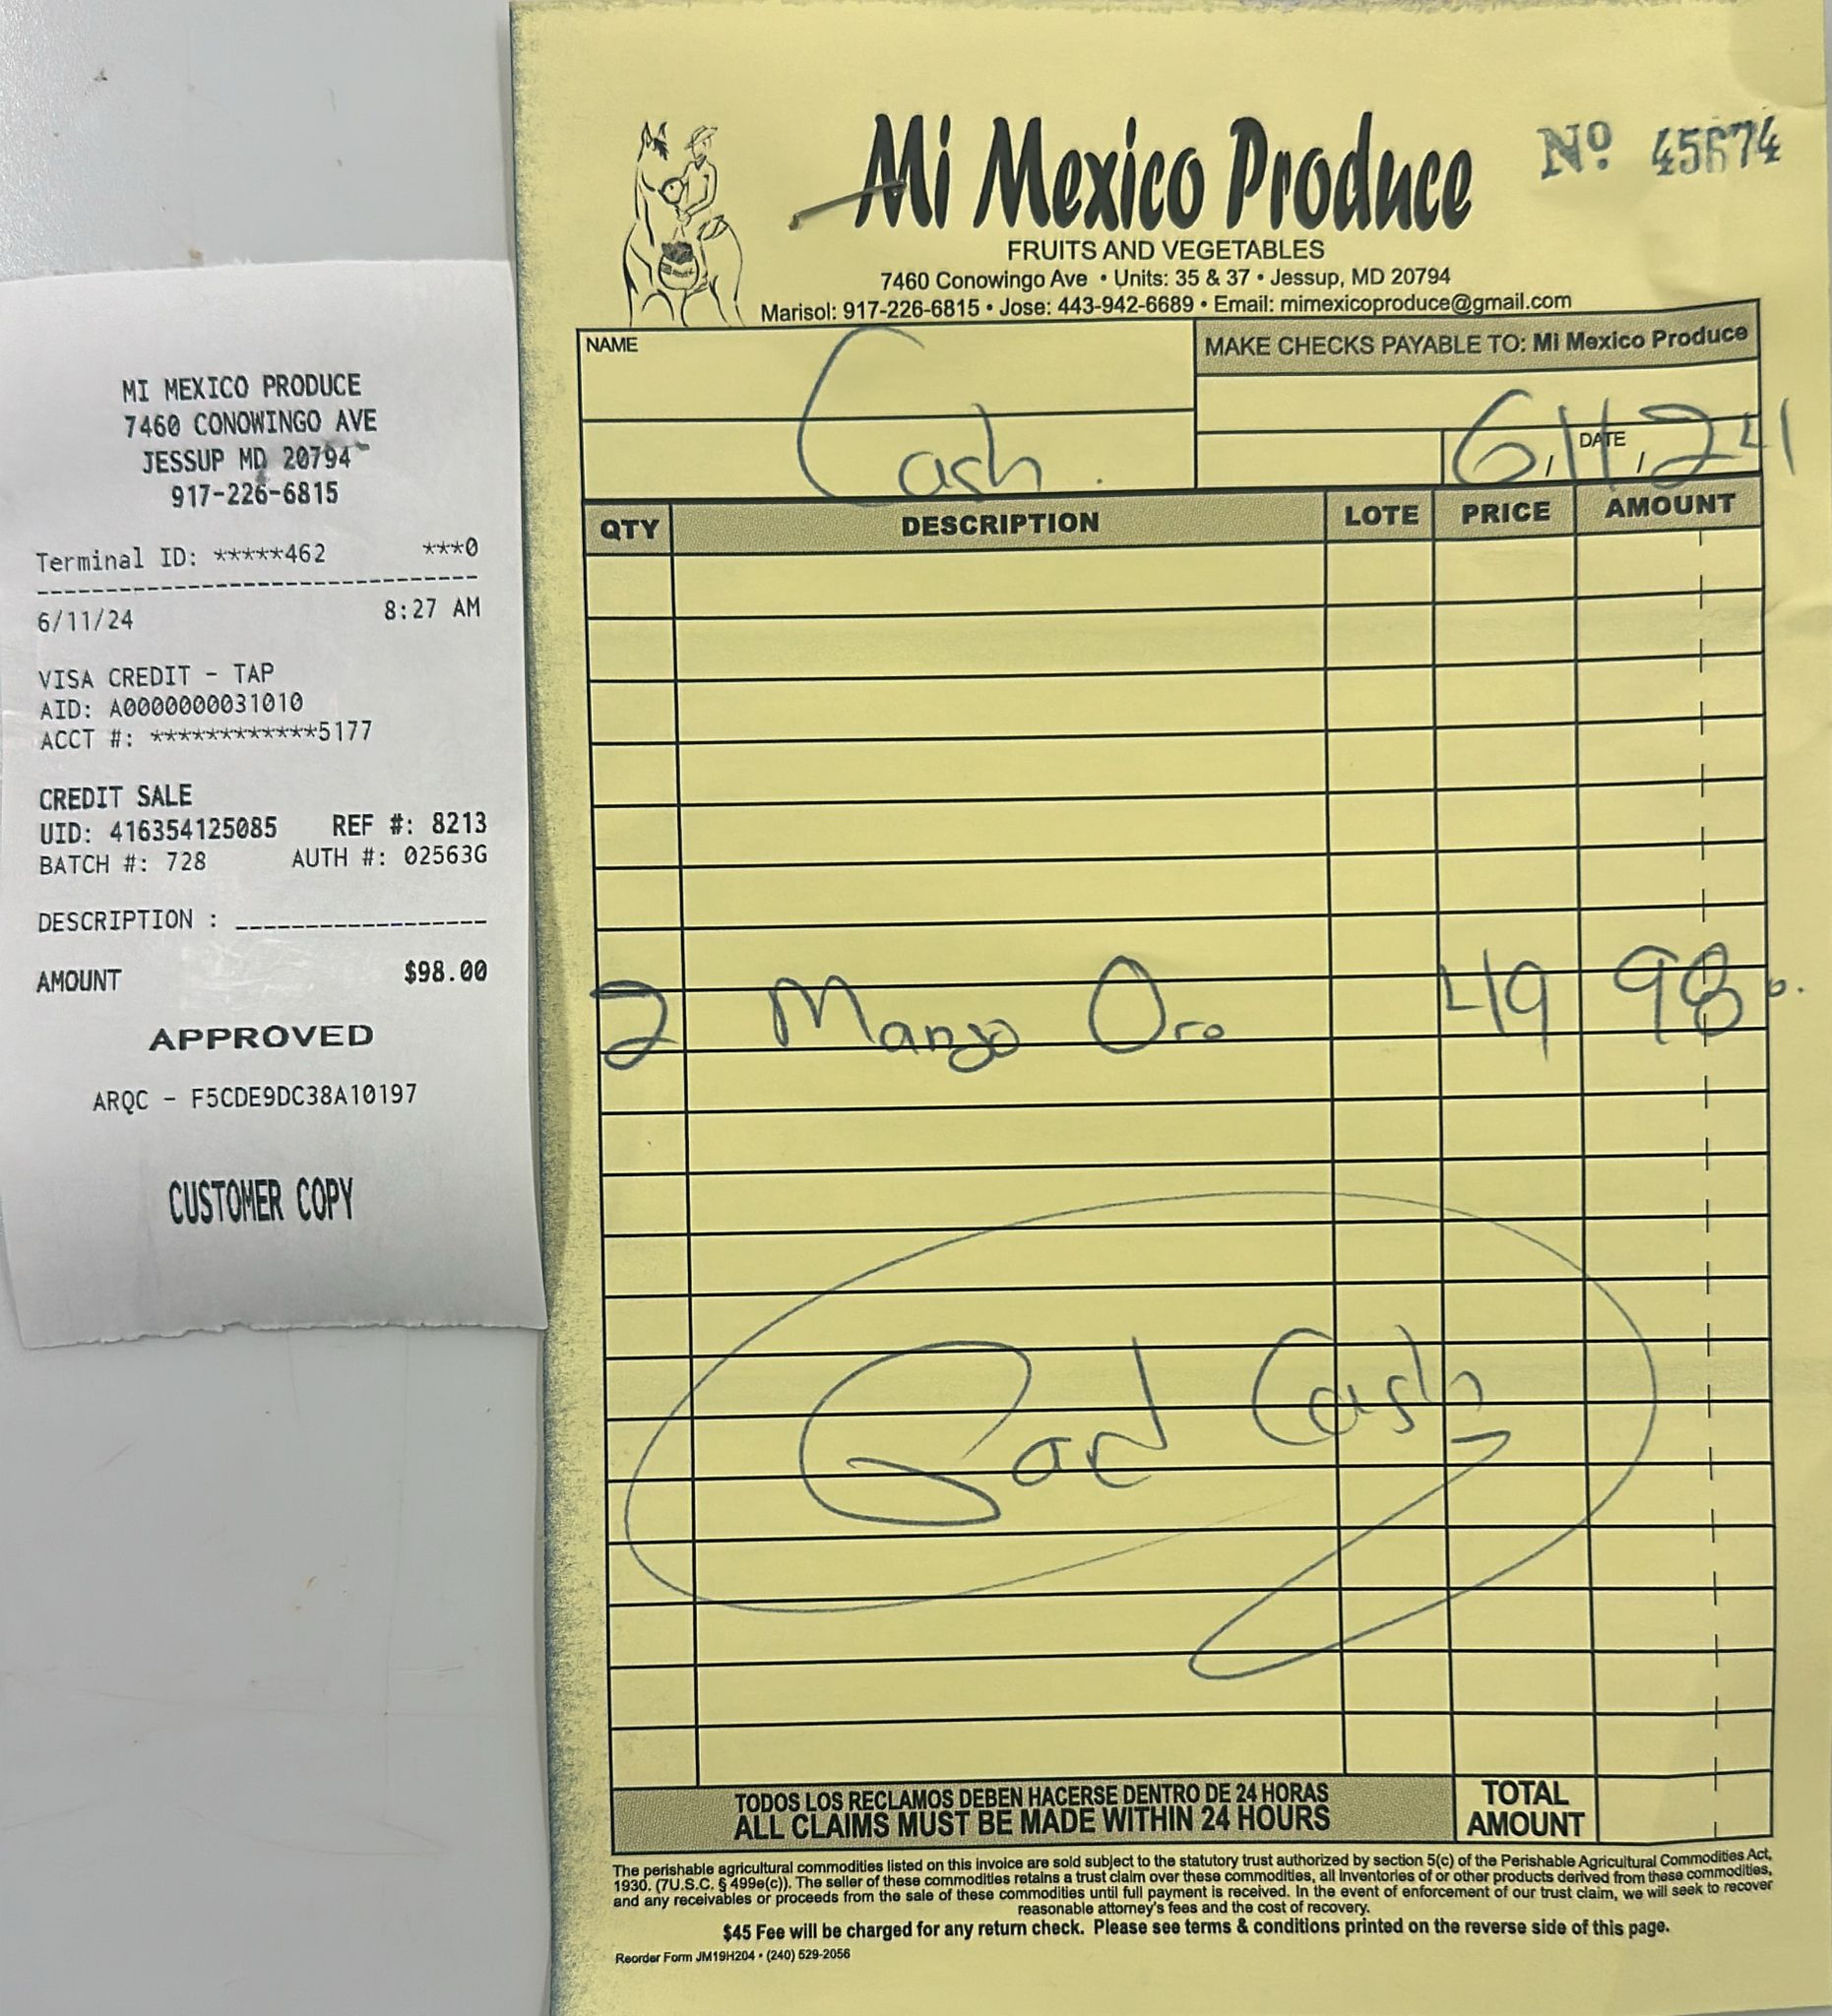 MI MEXICO PRODUCE
7460 CONOWINGO AVE
JESSUP MD 20794
917-226-6815
Terminal ID: *****462 ***0
6/11/24 8:27 AM
VISA CREDIT - TAP
AID: A0000000031010
ACCT #: ************5177
CREDIT SALE
UID: 416354125085 REF #: 8213
BATCH #: 728 AUTH #: 02563G
DESCRIPTION :
AMOUNT $98.00
APPROVED
ARQC - F5CDE9DC38A10197
CUSTOMER COPY
Mi Mexico Produce
Nº 45674
FRUITS AND VEGETABLES
7460 Conowingo Ave • Units: 35 & 37 • Jessup, MD 20794
Marisol: 917-226-6815 • Jose: 443-942-6689 • Email: mimexicoproduce@gmail.com
NAME
Cash.
MAKE CHECKS PAYABLE TO: Mi Mexico Produce
DATE
6,11,24
QTY DESCRIPTION LOTE PRICE AMOUNT
2 Mango Oro 49 98
Paid Cash
TODOS LOS RECLAMOS DEBEN HACERSE DENTRO DE 24 HORAS
ALL CLAIMS MUST BE MADE WITHIN 24 HOURS
TOTAL
AMOUNT
The perishable agricultural commodities listed on this invoice are sold subject to the statutory trust authorized by section 5(c) of the Perishable Agricultural Commodities Act,
1930. (7U.S.C. § 499e(c)). The seller of these commodities retains a trust claim over these commodities, all Inventories of or other products derived from these commodities,
and any receivables or proceeds from the sale of these commodities until full payment is received. In the event of enforcement of our trust claim, we will seek to recover
reasonable attorney's fees and the cost of recovery.
$45 Fee will be charged for any return check. Please see terms & conditions printed on the reverse side of this page.
Reorder Form JM19H204 • (240) 529-2056